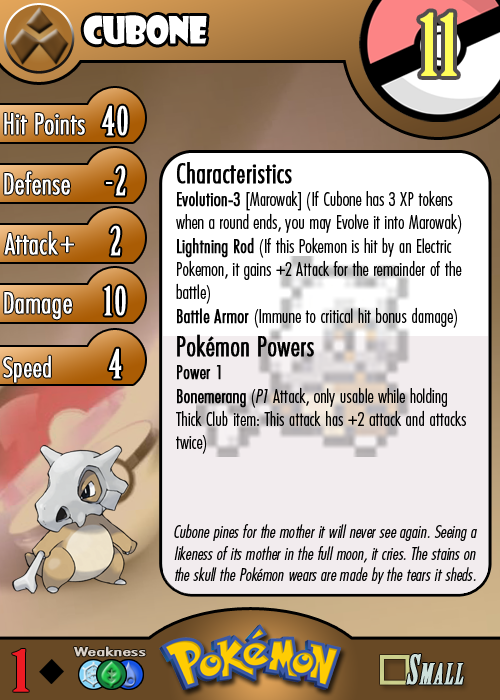 CUBONE
11
Hit Points 40
Defense -2
Attack+ 2
Damage 10
Speed 4
Characteristics
Evolution-3 [Marowak] (If Cubone has 3 XP tokens
when a round ends, you may Evolve it into Marowak)
Lightning Rod (If this Pokemon is hit by an Electric
Pokemon, it gains +2 Attack for the remainder of the
battle)
Battle Armor (Immune to critical hit bonus damage)
Pokémon Powers
Power 1
Bonemerang (P1 Attack, only usable while holding
Thick Club item: This attack has +2 attack and attacks
twice)
Cubone pines for the mother it will never see again. Seeing a
likeness of its mother in the full moon, it cries. The stains on
the skull the Pokémon wears are made by the tears it sheds.
1
Weakness
POKéMON
SMALL